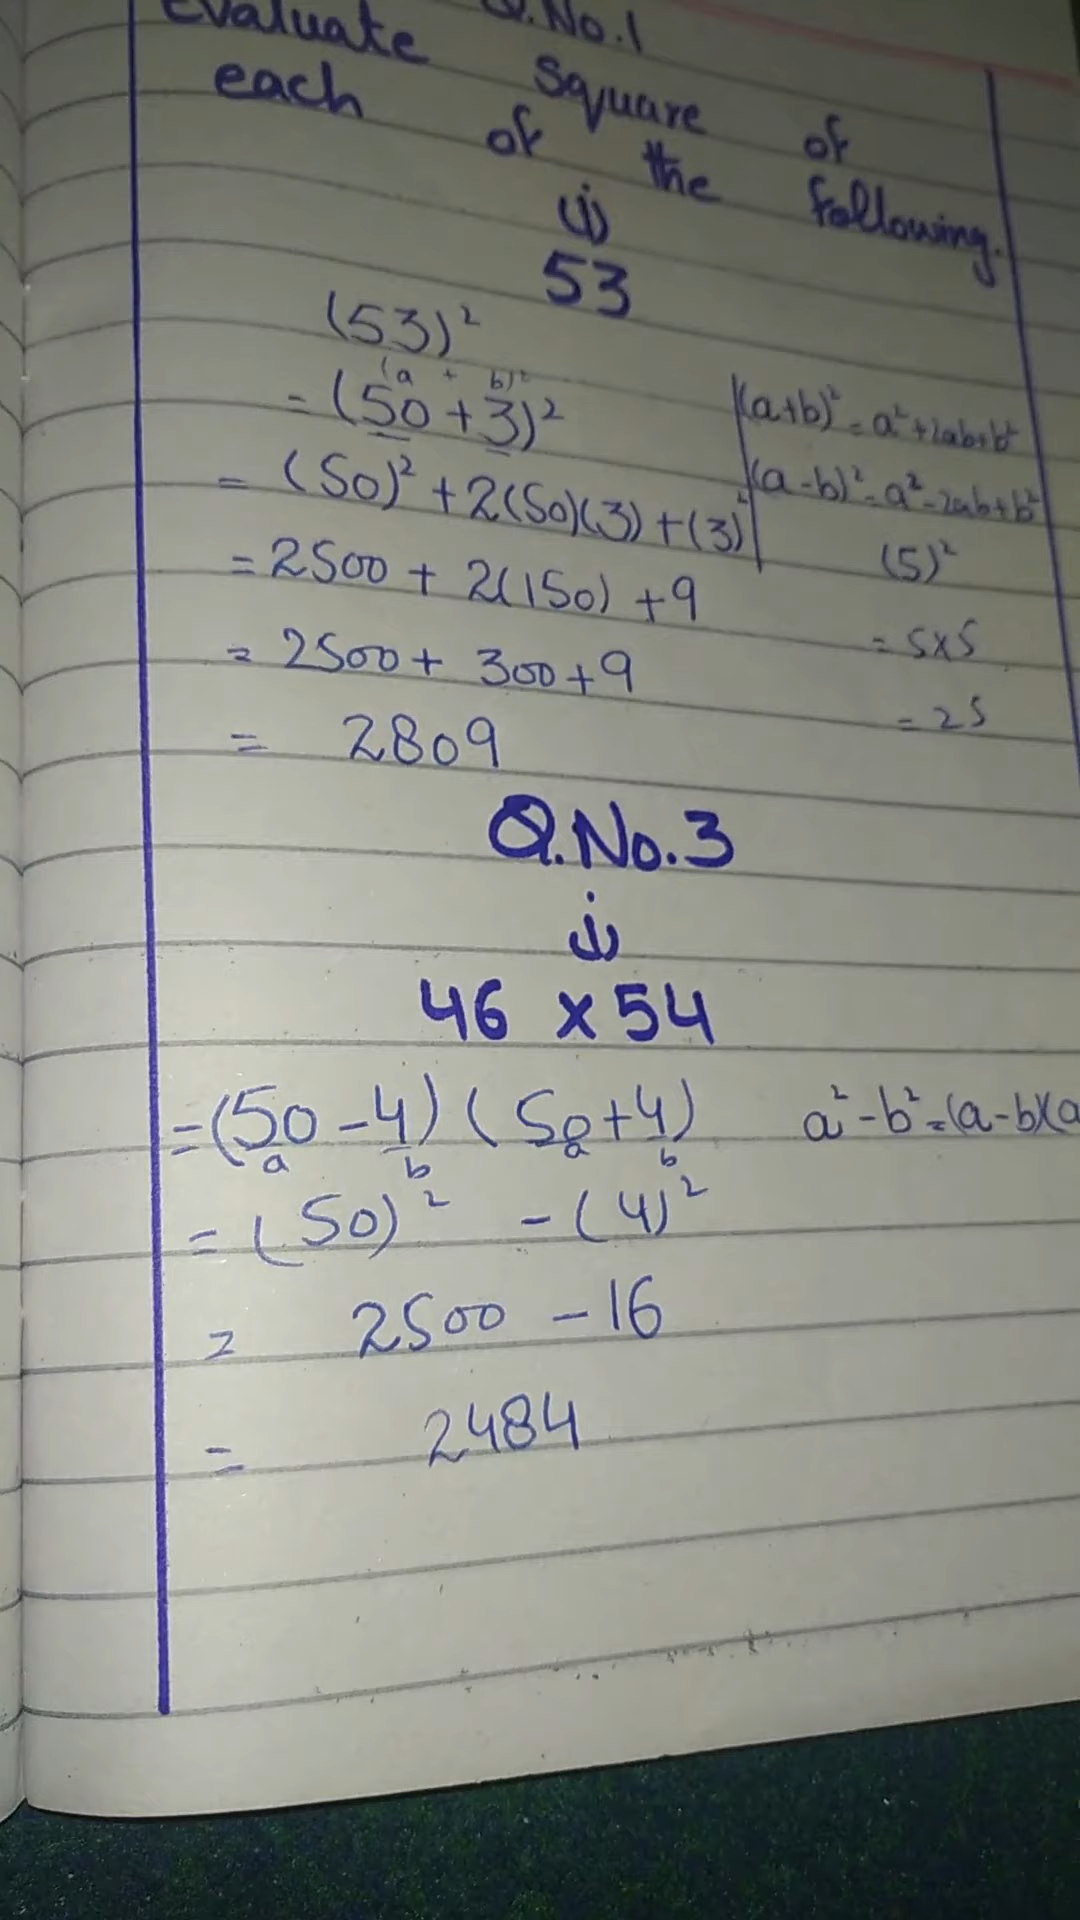 Q.No.1
Evaluate square of
each of the following.
(i)
53
(53)²
(a + b)²
= (50+3)²
(a+b)² = a²+2ab+b²
= (50)² + 2(50)(3) + (3)²
(a-b)² = a²-2ab+b²
= 2500 + 2(150) + 9
(5)²
= 5x5
= 2500 + 300 + 9
= 25
= 2809
Q.No.3
(i)
46 x 54
= (50 - 4) ( 50 + 4)
a² - b² = (a - b)(a
a b a b
= (50)² - (4)²
= 2500 - 16
= 2484